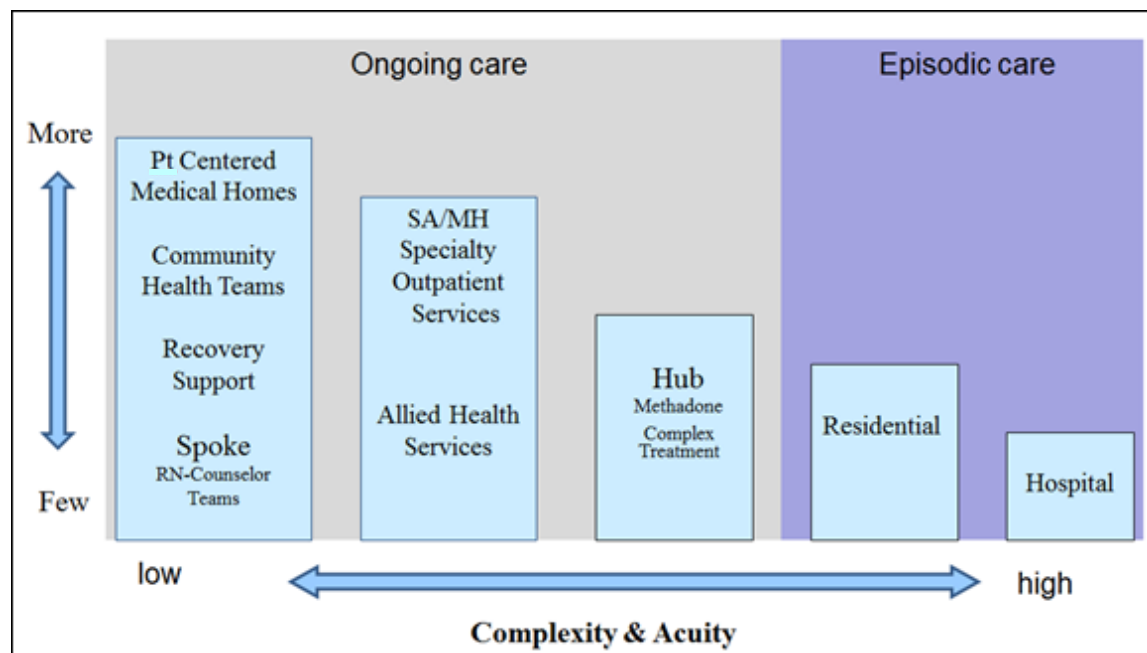 Ongoing care
Episodic care
More
Few
Pt Centered
Medical Homes
Community
Health Teams
Recovery
Support
Spoke
RN-Counselor
Teams
SA/MH
Specialty
Outpatient
Services
Allied Health
Services
Hub
Methadone
Complex
Treatment
Residential
Hospital
low
high
Complexity & Acuity